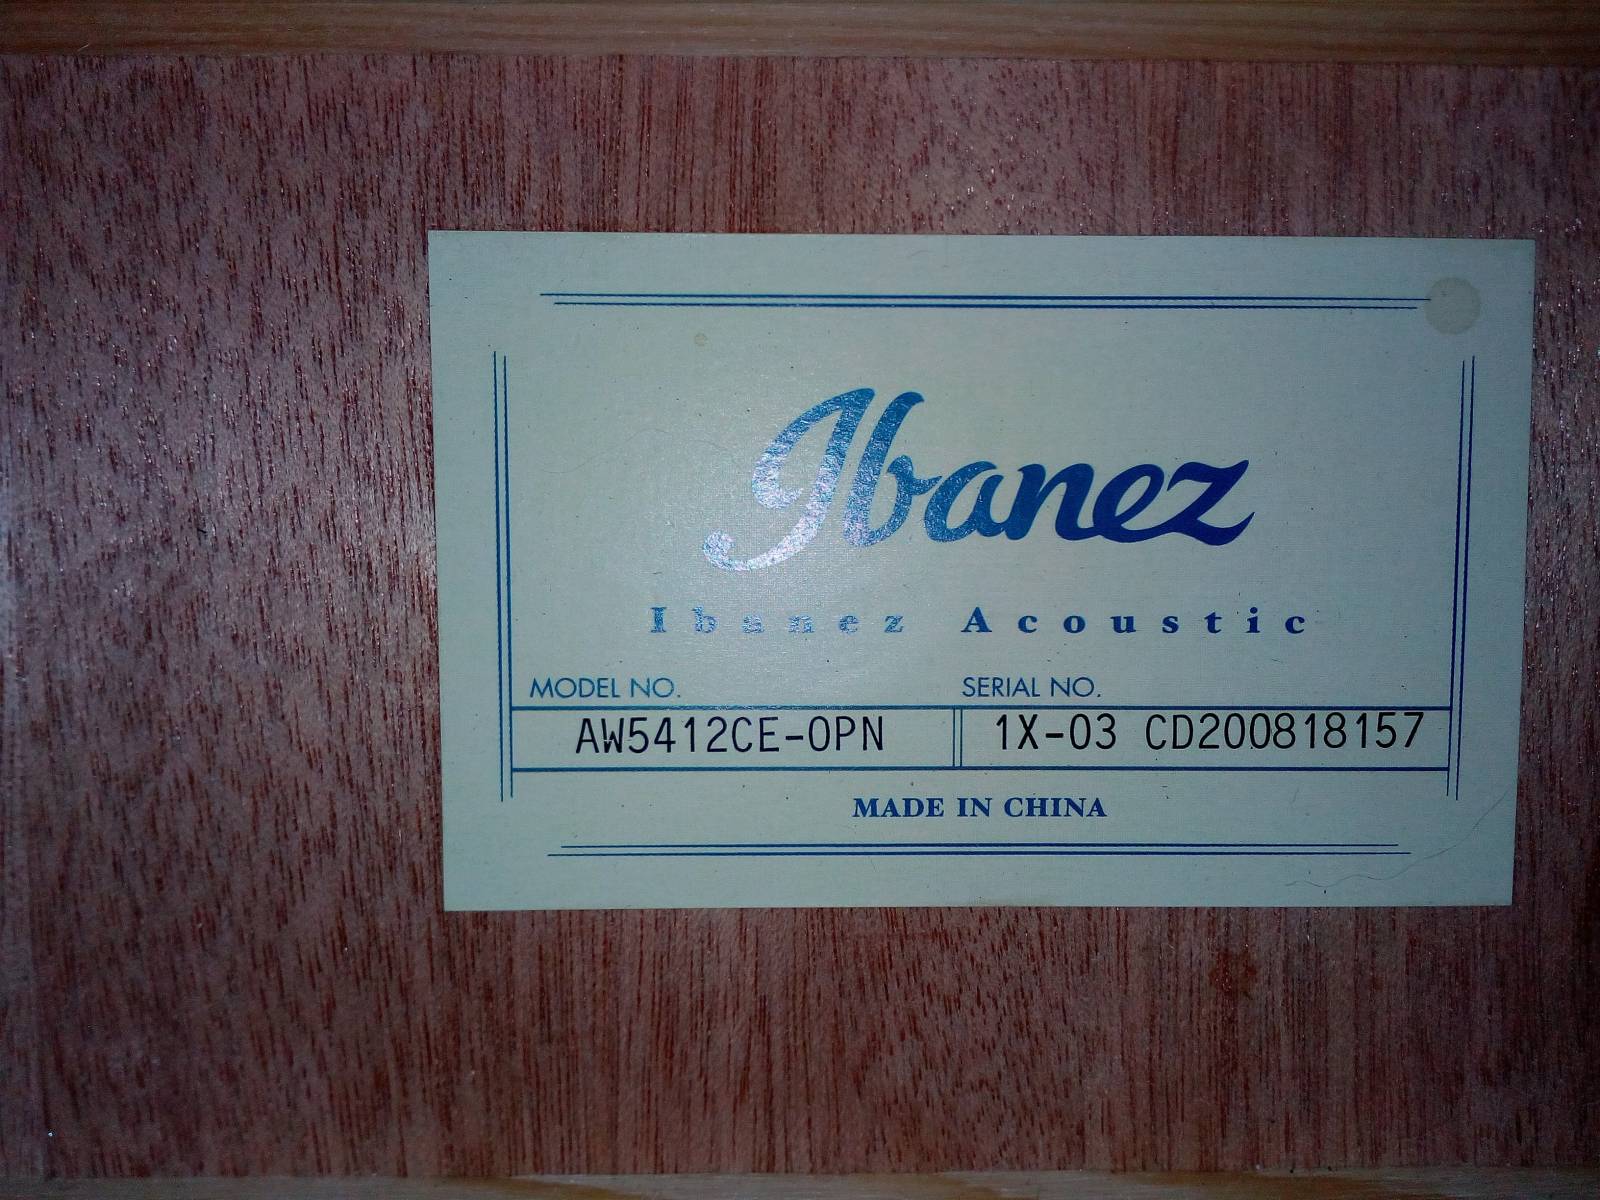 Ibanez
Ibanez Acoustic
MODEL NO. SERIAL NO.
AW5412CE-OPN 1X-03 CD200818157
MADE IN CHINA